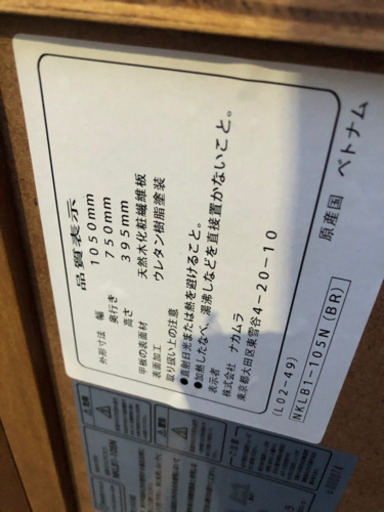 品質表示
外形寸法 幅 1050mm
奥行き 750mm
高さ 395mm
甲板の表面材 天然木化粧繊維板
表面加工 ウレタン樹脂塗装
取り扱い上の注意
●直射日光または熱を避けること。
●加熱したなべ、湯沸しなどを直接置かないこと。
表示者
株式会社 ナカムラ
東京都大田区東雪谷4-20-10
(L02-49) 原産国 ベトナム
NKLB1-105N(BR)